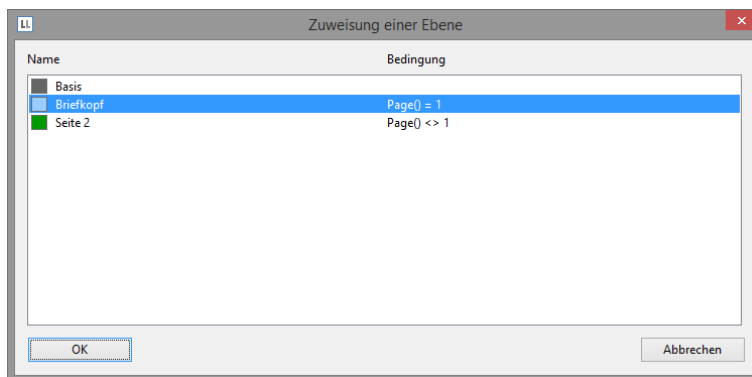 LL Zuweisung einer Ebene
Name Bedingung
Basis
Briefkopf Page() = 1
Seite 2 Page() <> 1
OK Abbrechen